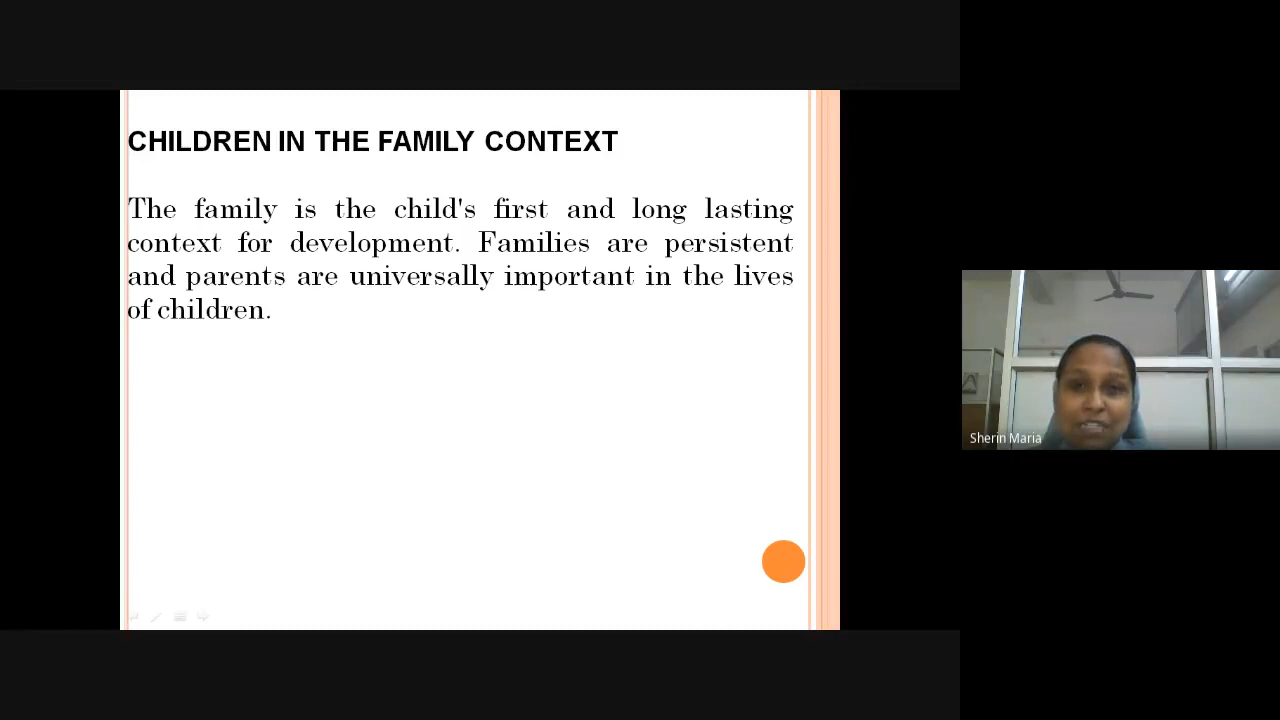 CHILDREN IN THE FAMILY CONTEXT
The family is the child's first and long lasting
context for development. Families are persistent
and parents are universally important in the lives
of children.
Sherin Maria